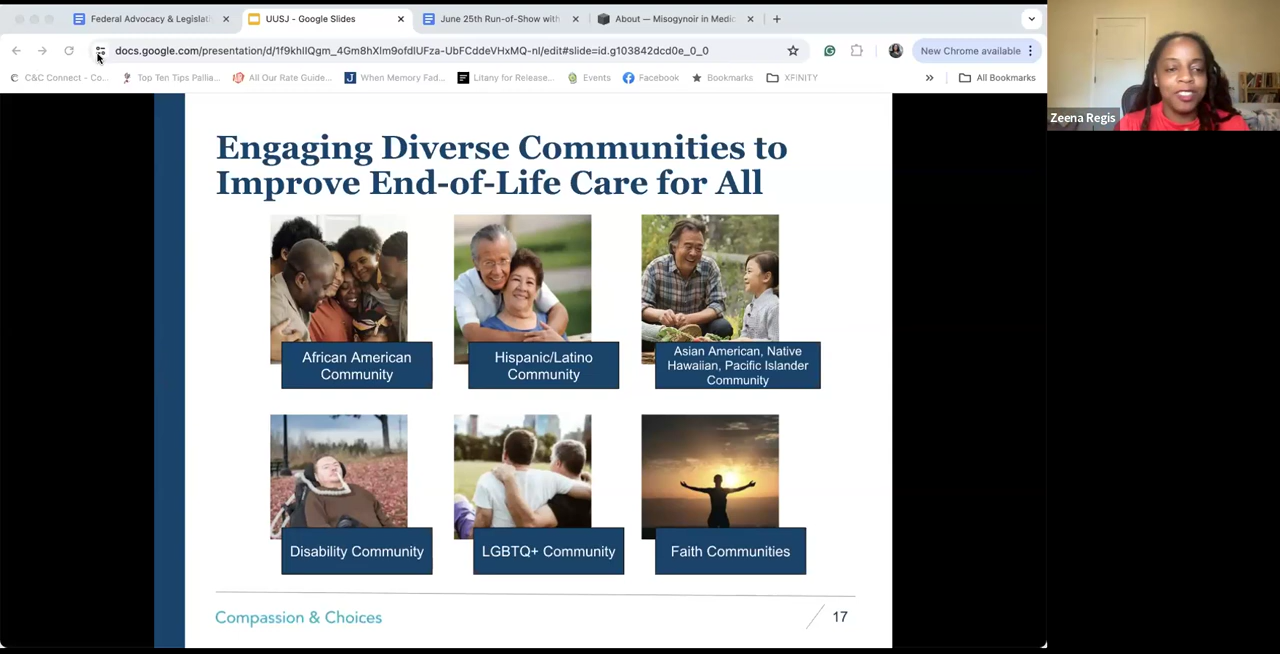 Federal Advocacy & Legislati
UUSJ - Google Slides
June 25th Run-of-Show with
About — Misogynoir in Medic
docs.google.com/presentation/d/1f9khIlQgm_4Gm8hXlm9ofdlUFza-UbFCddeVHxMQ-nI/edit#slide=id.g103842dcd0e_0_0
New Chrome available
C&C Connect - Co...
Top Ten Tips Pallia...
All Our Rate Guide...
When Memory Fad...
Litany for Release...
Events
Facebook
Bookmarks
XFINITY
»
All Bookmarks
Zeena Regis
Engaging Diverse Communities to
Improve End-of-Life Care for All
African American
Community
Hispanic/Latino
Community
Asian American, Native
Hawaiian, Pacific Islander
Community
Disability Community
LGBTQ+ Community
Faith Communities
Compassion & Choices
17